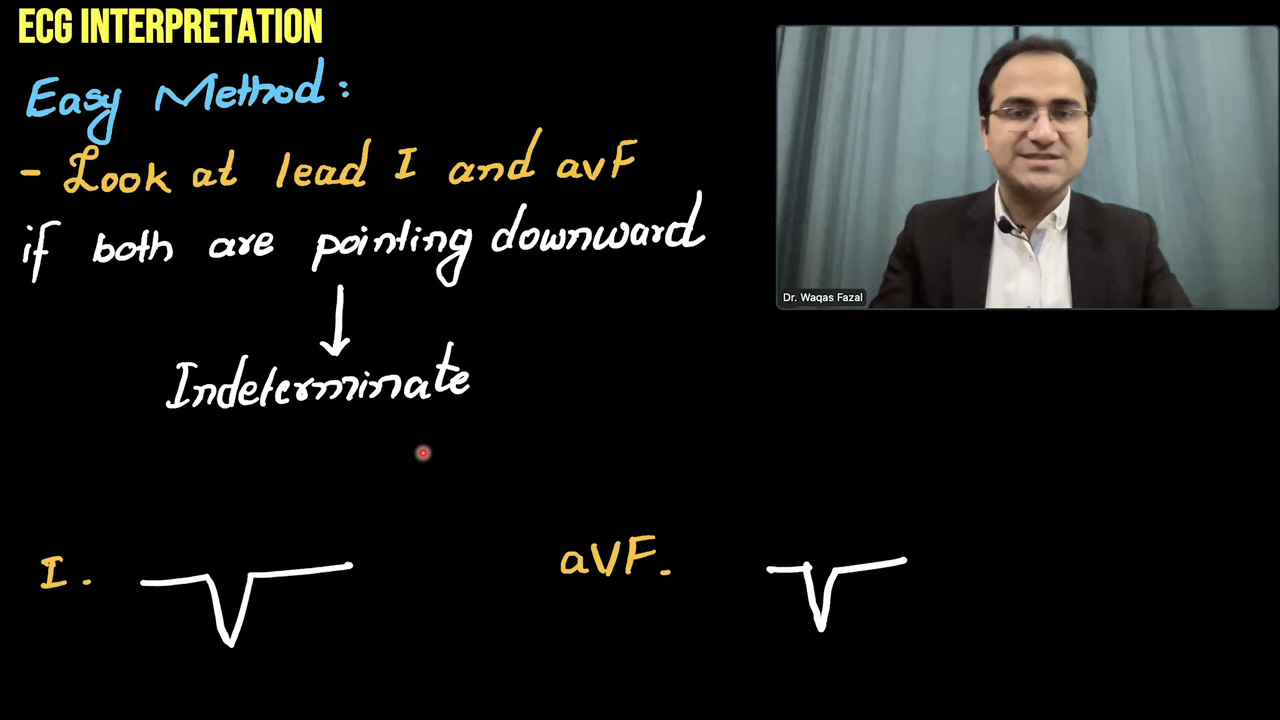 ECG INTERPRETATION
Easy Method:
- Look at lead I and avF
if both are pointing downward
Indeterminate
I.
aVF.
Dr. Waqas Fazal